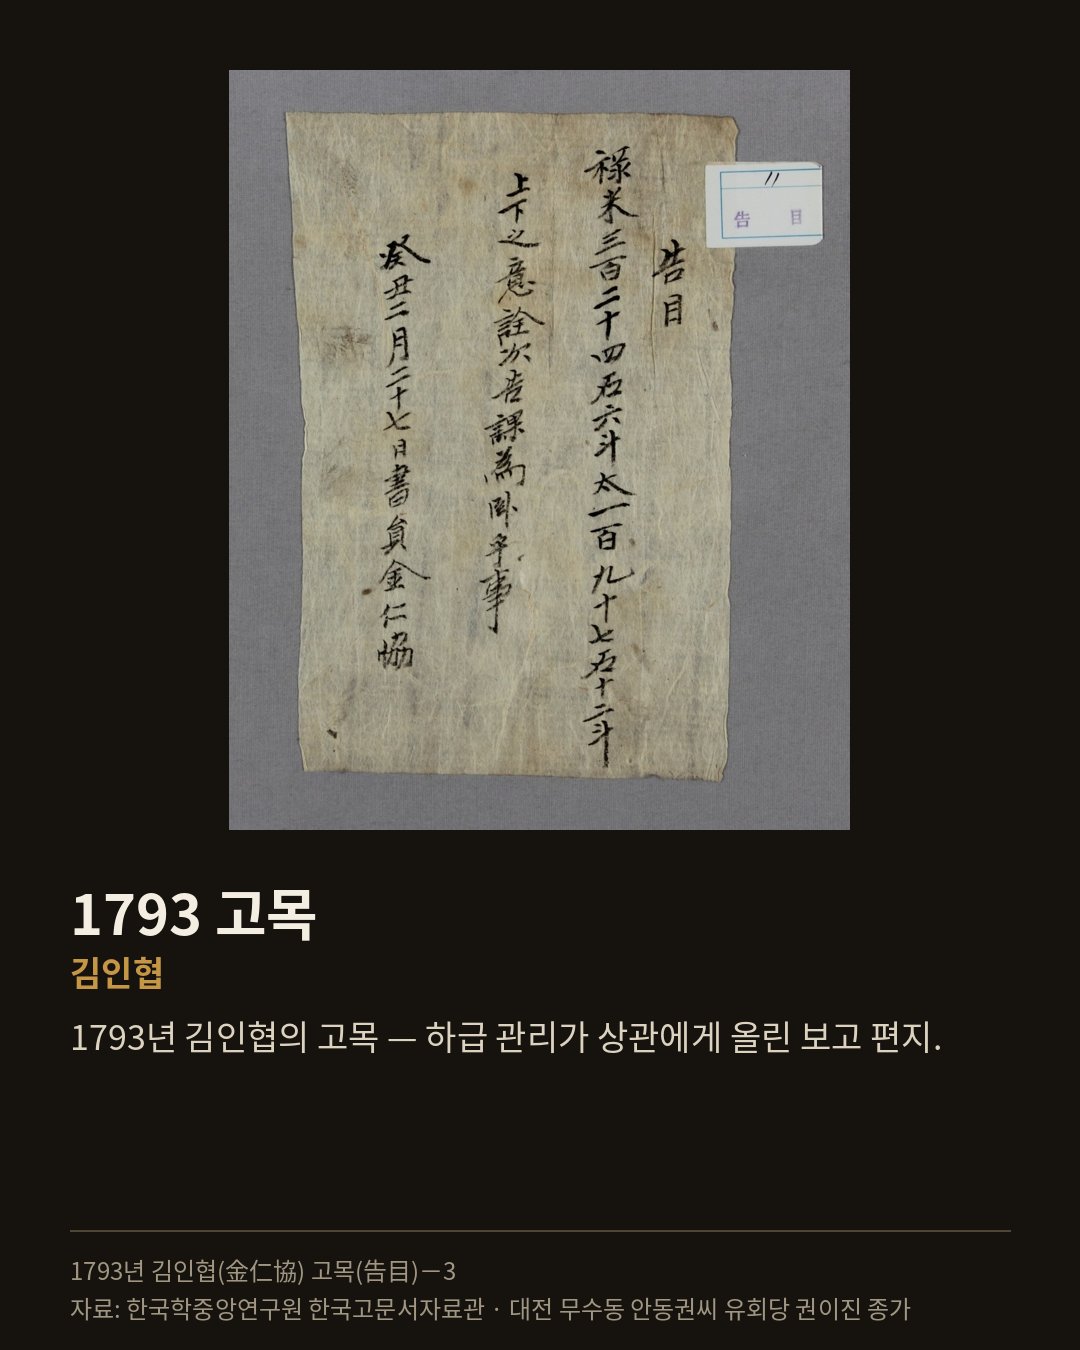 告目
祿米三百二十四石六斗太一百九十七石十二斗
上下之意詮次告課為卧乎事
癸丑二月二十七日書員金仁協
〃
告 目
1793 고목
김인협
1793년 김인협의 고목 — 하급 관리가 상관에게 올린 보고 편지.
1793년 김인협(金仁協) 고목(告目)－3
자료: 한국학중앙연구원 한국고문서자료관 · 대전 무수동 안동권씨 유회당 권이진 종가